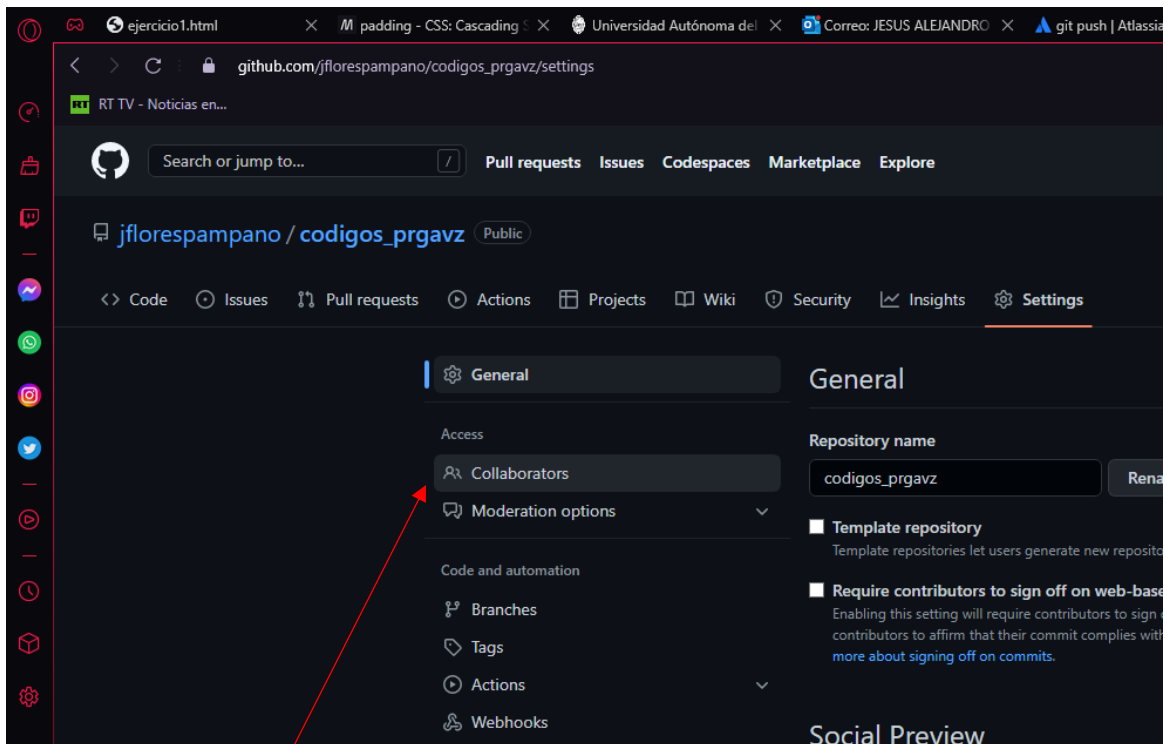 ejercicio1.html
M padding - CSS: Cascading S
Universidad Autónoma del
Correo: JESUS ALEJANDRO
git push | Atlassia
github.com/jflorespampano/codigos_prgavz/settings
RT RT TV - Noticias en...
Search or jump to... /
Pull requests Issues Codespaces Marketplace Explore
jflorespampano / codigos_prgavz Public
<> Code Issues Pull requests Actions Projects Wiki Security Insights Settings
General
General
Access
Repository name
Collaborators
codigos_prgavz Rena
Moderation options
Template repository
Template repositories let users generate new reposito
Code and automation
Require contributors to sign off on web-base
Branches
Enabling this setting will require contributors to sign
contributors to affirm that their commit complies with
Tags
more about signing off on commits.
Actions
Webhooks
Social Preview